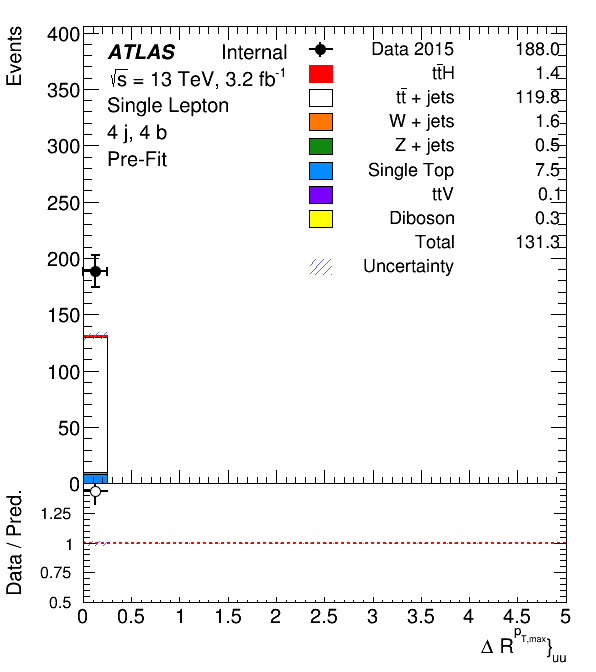 Events
400
350
300
250
200
150
100
50
0
ATLAS Internal
√s = 13 TeV, 3.2 fb⁻¹
Single Lepton
4 j, 4 b
Pre-Fit
Data 2015 188.0
tt̄H 1.4
tt̄ + jets 119.8
W + jets 1.6
Z + jets 0.5
Single Top 7.5
ttV 0.1
Diboson 0.3
Total 131.3
Uncertainty
Data / Pred.
1.25
1
0.75
0.5
0 0.5 1 1.5 2 2.5 3 3.5 4 4.5 5
Δ R^{p_{T,max}}}_{uu}